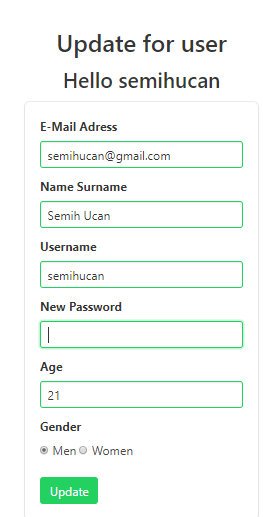 Update for user
Hello semihucan
E-Mail Adress
semihucan@gmail.com
Name Surname
Semih Ucan
Username
semihucan
New Password
Age
21
Gender
Men Women
Update